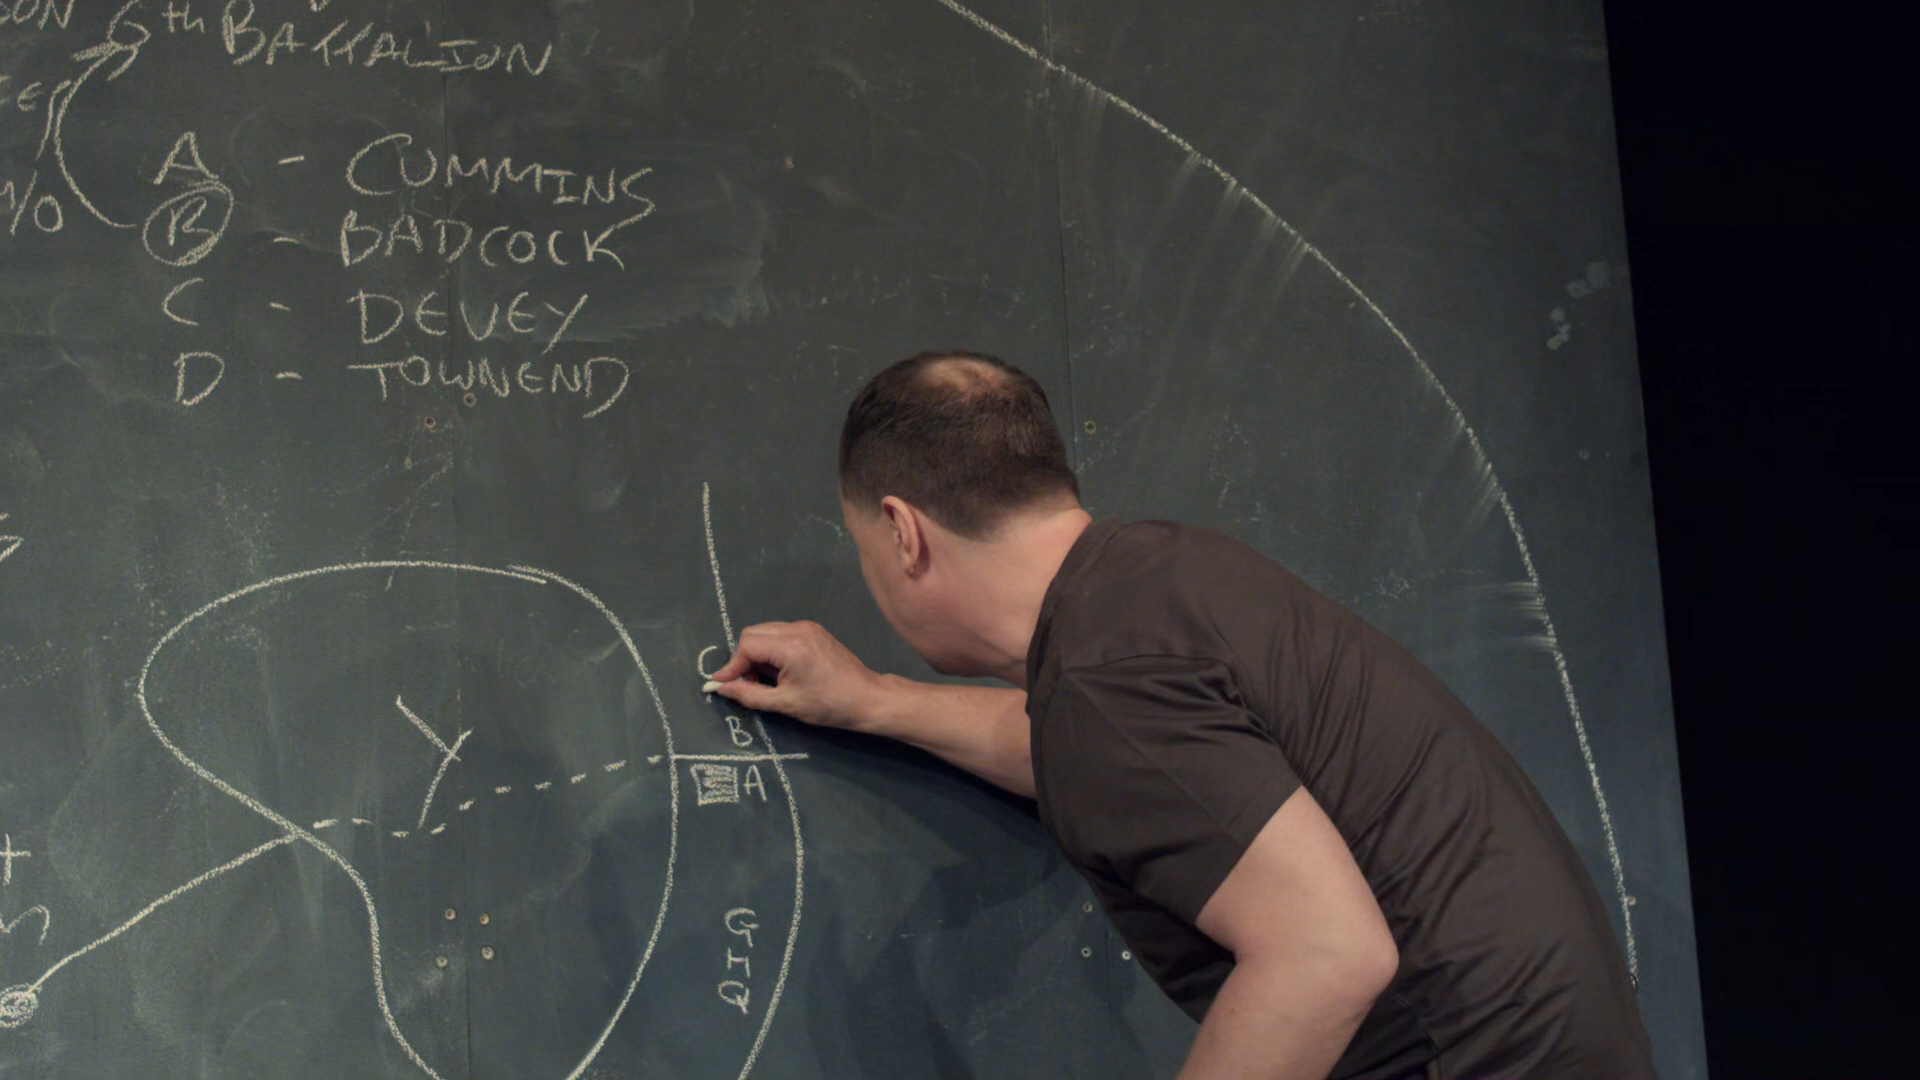 6th BATTALION
A - CUMMINS
M/O
B - BADCOCK
C - DEVEY
D - TOWNEND
C
Y
B
A
GHQ